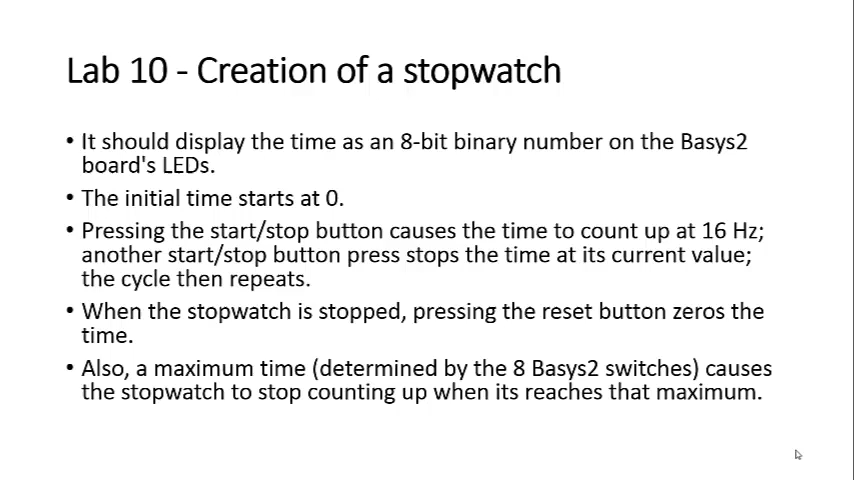 Lab 10 - Creation of a stopwatch
• It should display the time as an 8-bit binary number on the Basys2
board's LEDs.
• The initial time starts at 0.
• Pressing the start/stop button causes the time to count up at 16 Hz;
another start/stop button press stops the time at its current value;
the cycle then repeats.
• When the stopwatch is stopped, pressing the reset button zeros the
time.
• Also, a maximum time (determined by the 8 Basys2 switches) causes
the stopwatch to stop counting up when its reaches that maximum.